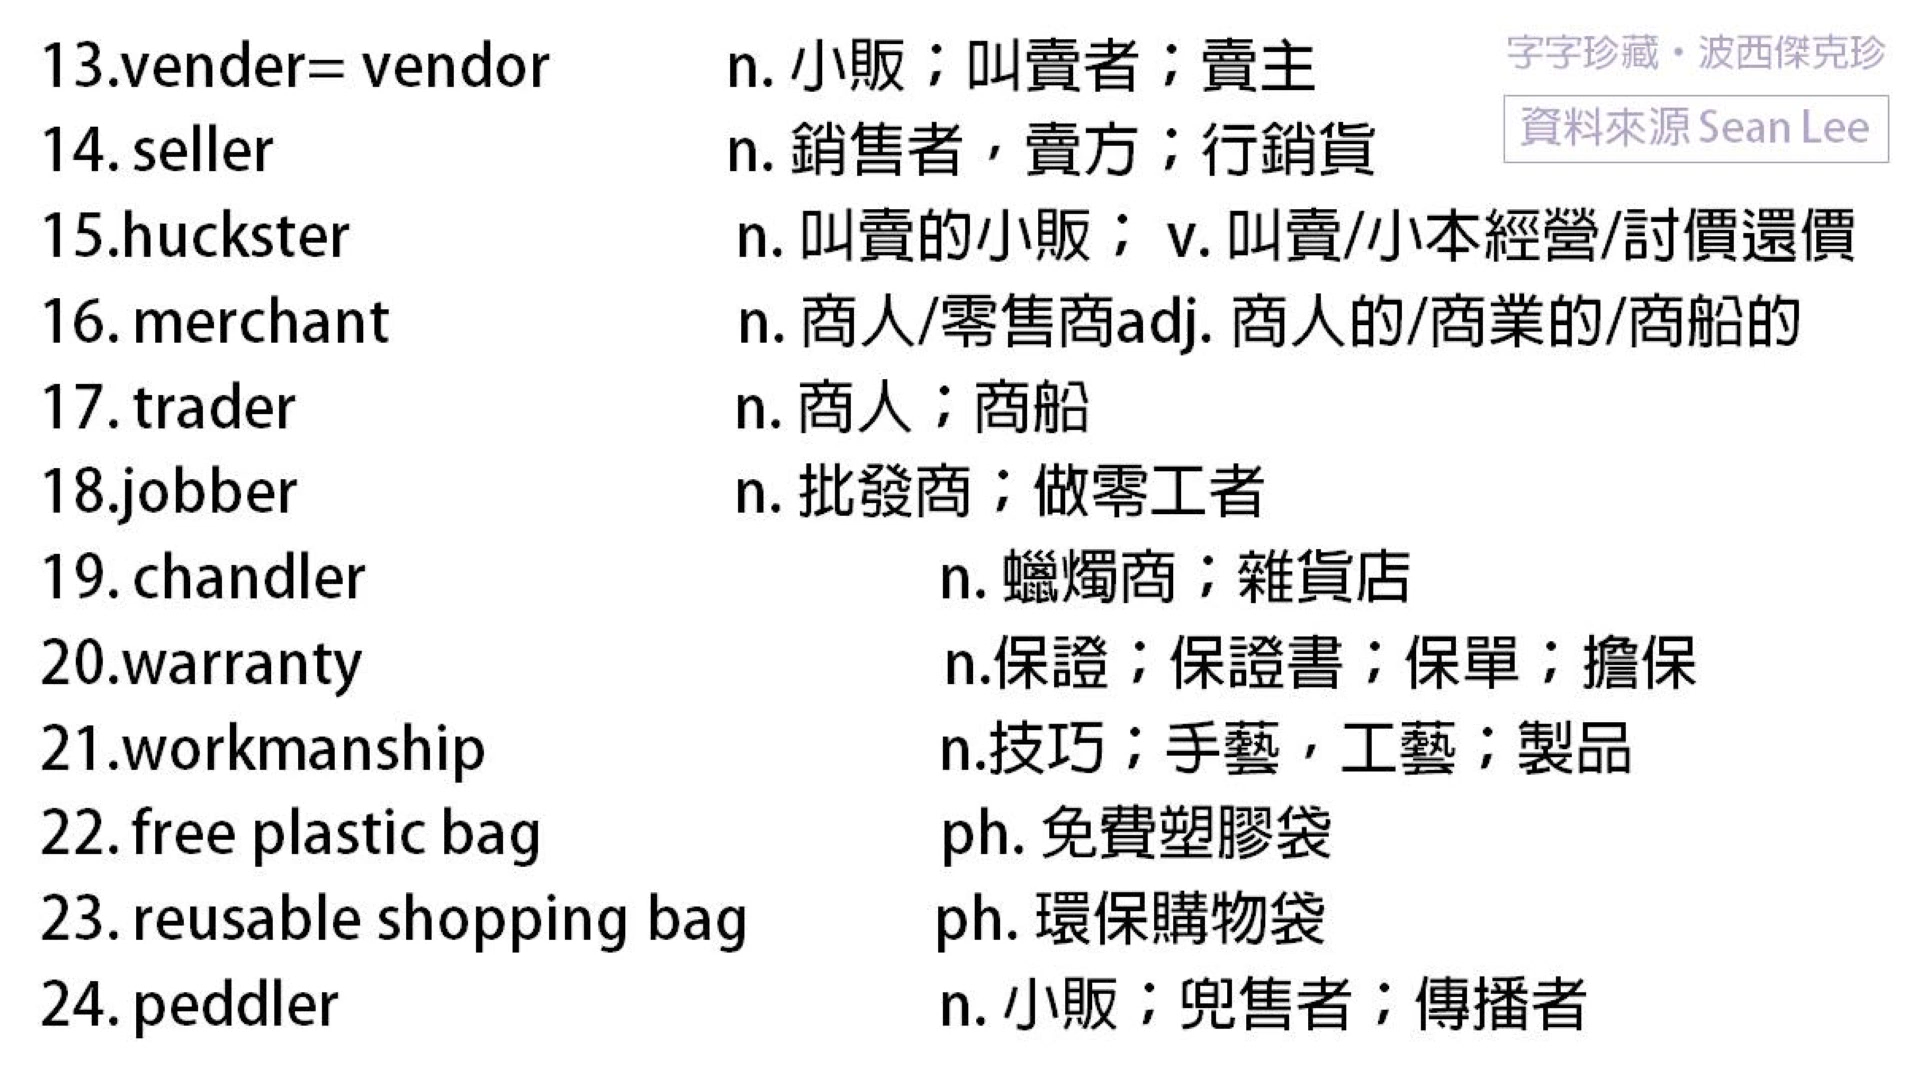 13.vender= vendor n. 小販；叫賣者；賣主
字字珍藏・波西傑克珍
14. seller n. 銷售者，賣方；行銷貨
資料來源 Sean Lee
15.huckster n. 叫賣的小販； v. 叫賣/小本經營/討價還價
16. merchant n. 商人/零售商adj. 商人的/商業的/商船的
17. trader n. 商人；商船
18.jobber n. 批發商；做零工者
19. chandler n. 蠟燭商；雜貨店
20.warranty n.保證；保證書；保單；擔保
21.workmanship n.技巧；手藝，工藝；製品
22. free plastic bag ph. 免費塑膠袋
23. reusable shopping bag ph. 環保購物袋
24. peddler n. 小販；兜售者；傳播者